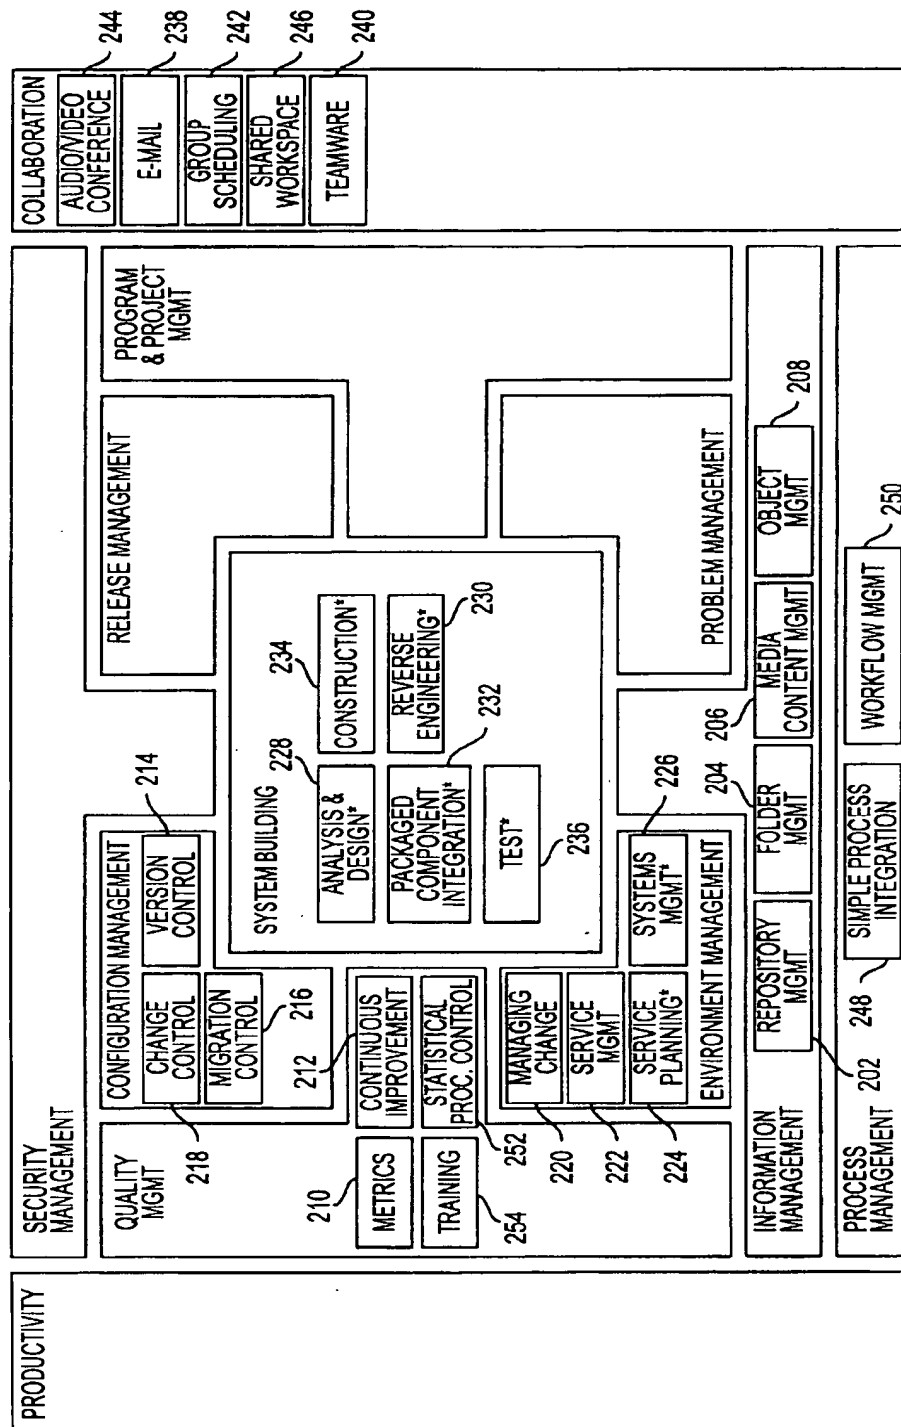 PRODUCTIVITY
SECURITY
MANAGEMENT
QUALITY
MGMT
210
METRICS
TRAINING
254
212
CONTINUOUS
IMPROVEMENT
STATISTICAL
PROC. CONTROL
252
CONFIGURATION MANAGEMENT
CHANGE
CONTROL
VERSION
CONTROL
214
MIGRATION
CONTROL
216
218
RELEASE MANAGEMENT
PROGRAM
& PROJECT
MGMT
SYSTEM BUILDING
228
ANALYSIS &
DESIGN*
234
CONSTRUCTION*
PACKAGED
COMPONENT
INTEGRATION*
232
REVERSE
ENGINEERING*
230
TEST*
236
MANAGING
CHANGE
220
SERVICE
MGMT
222
SERVICE
PLANNING*
224
SYSTEMS
MGMT*
226
ENVIRONMENT MANAGEMENT
PROBLEM MANAGEMENT
INFORMATION
MANAGEMENT
REPOSITORY
MGMT
202
FOLDER
MGMT
204
MEDIA
CONTENT MGMT
206
OBJECT
MGMT
208
PROCESS
MANAGEMENT
248
SIMPLE PROCESS
INTEGRATION
WORKFLOW MGMT
250
COLLABORATION
AUDIO/VIDEO
CONFERENCE
244
E-MAIL
238
GROUP
SCHEDULING
242
SHARED
WORKSPACE
246
TEAMWARE
240